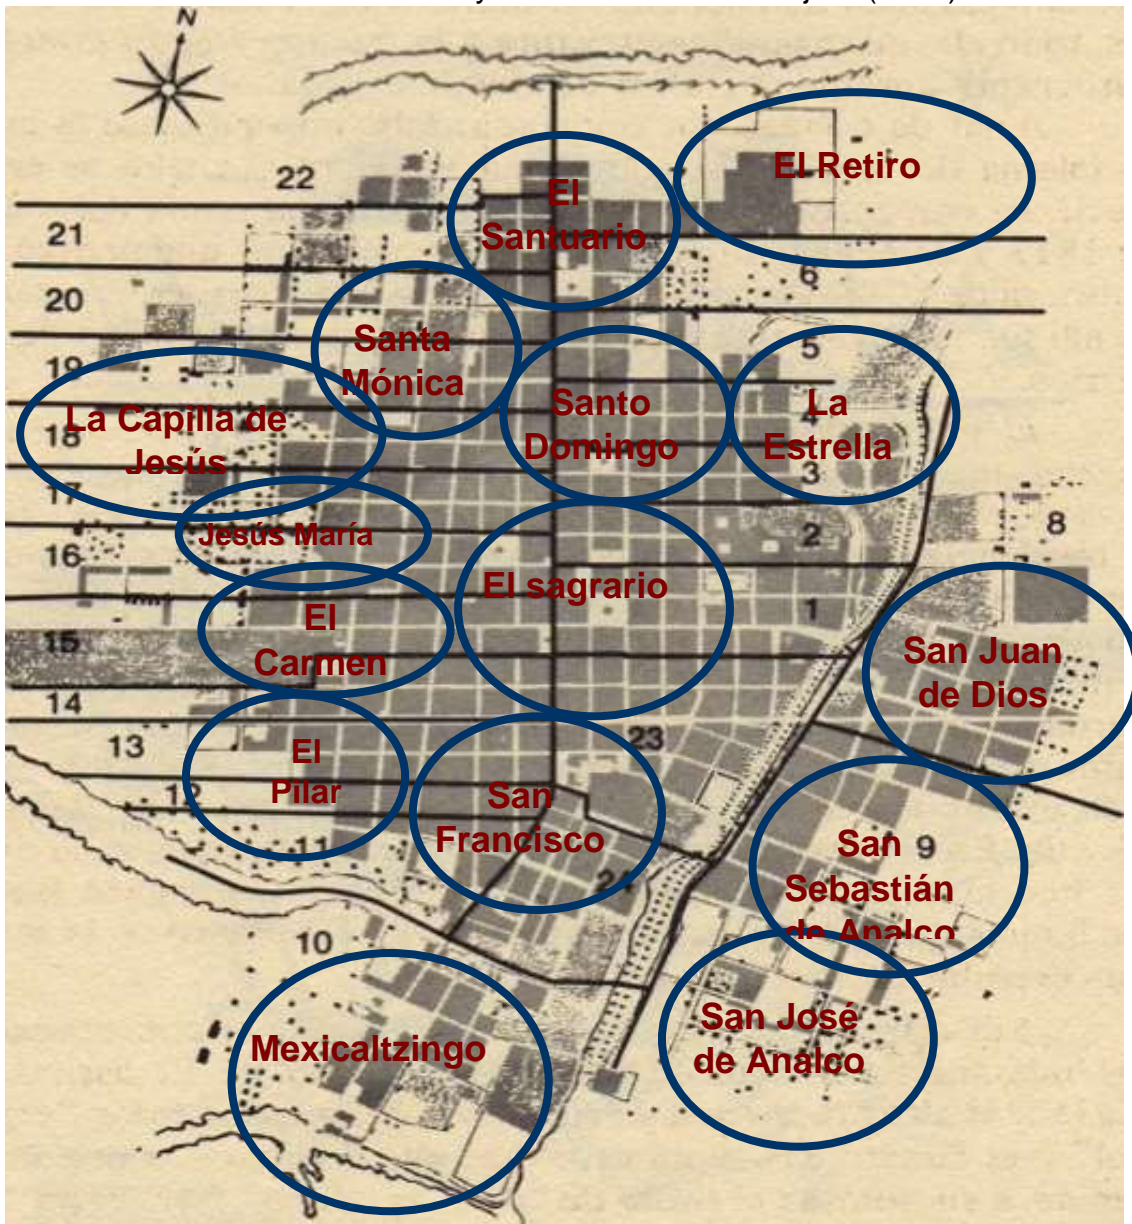 N
22
El Retiro
El
Santuario
21
6
20
5
Santa
Mónica
19
Santo
Domingo
4
La
Estrella
La Capilla de
Jesús
18
3
17
Jesús María
2
8
16
El sagrario
1
El
Carmen
15
San Juan
de Dios
14
13
23
El
Pilar
12
San
Francisco
11
San
Sebastián
de Analco
9
24
10
Mexicaltzingo
San José
de Analco